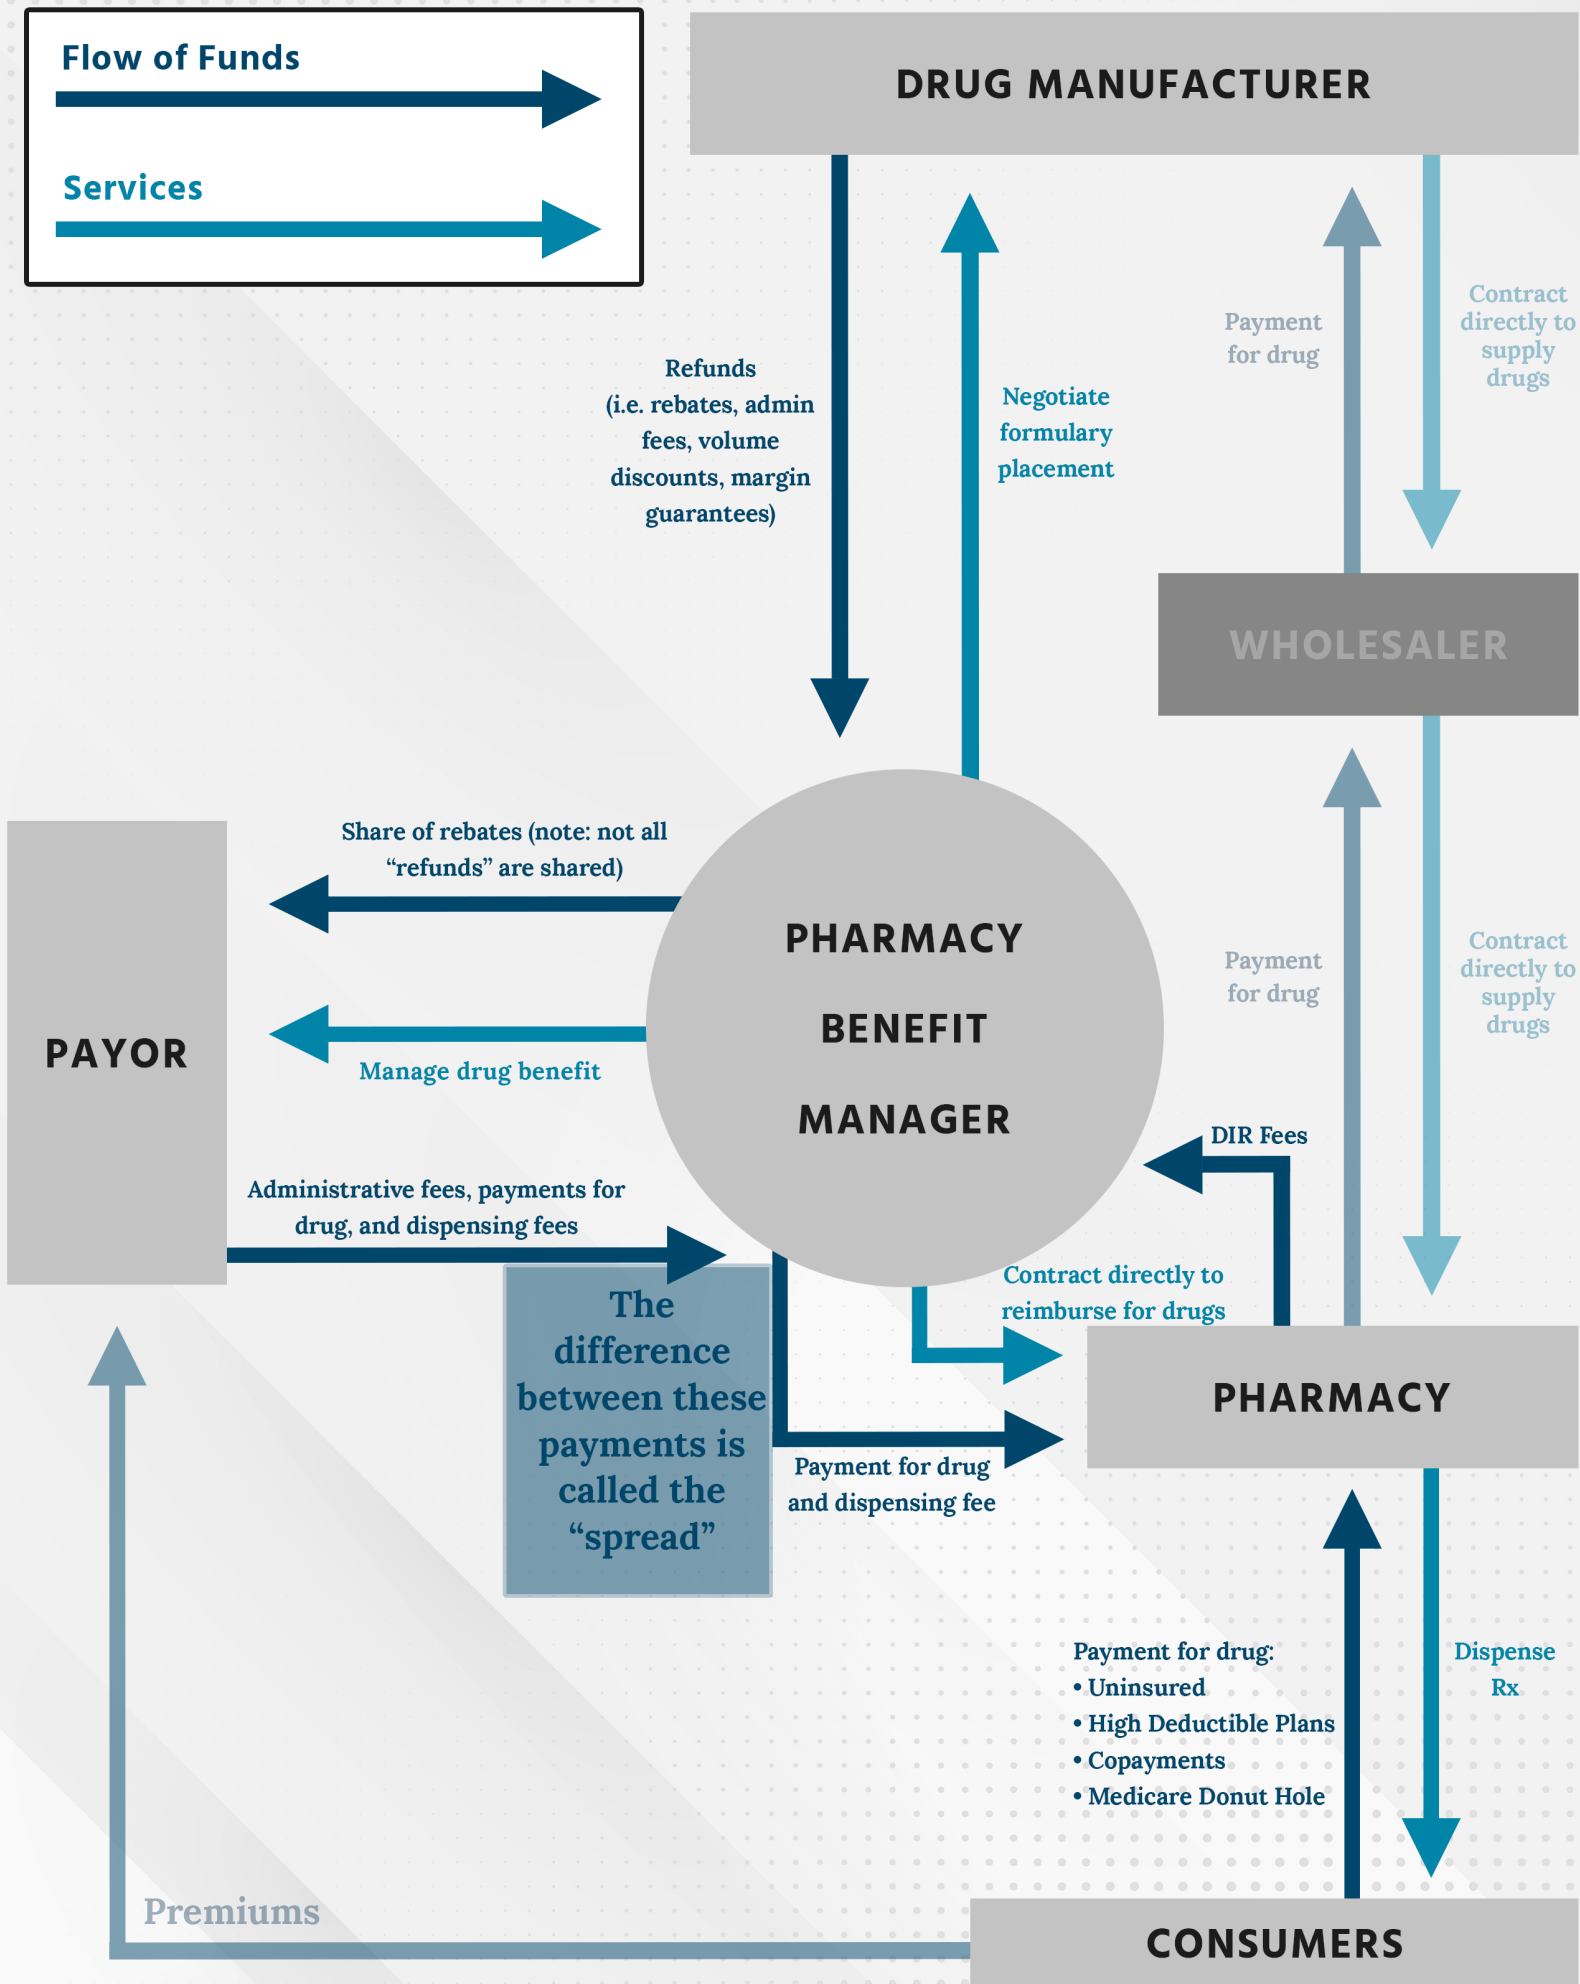 Flow of Funds
Services
DRUG MANUFACTURER
Refunds
(i.e. rebates, admin
fees, volume
discounts, margin
guarantees)
Negotiate
formulary
placement
Payment
for drug
Contract
directly to
supply
drugs
WHOLESALER
Share of rebates (note: not all
“refunds” are shared)
PHARMACY
BENEFIT
MANAGER
PAYOR
Manage drug benefit
Payment
for drug
Contract
directly to
supply
drugs
DIR Fees
Administrative fees, payments for
drug, and dispensing fees
The
difference
between these
payments is
called the
“spread”
Contract directly to
reimburse for drugs
PHARMACY
Payment for drug
and dispensing fee
Payment for drug:
• Uninsured
• High Deductible Plans
• Copayments
• Medicare Donut Hole
Dispense
Rx
Premiums
CONSUMERS